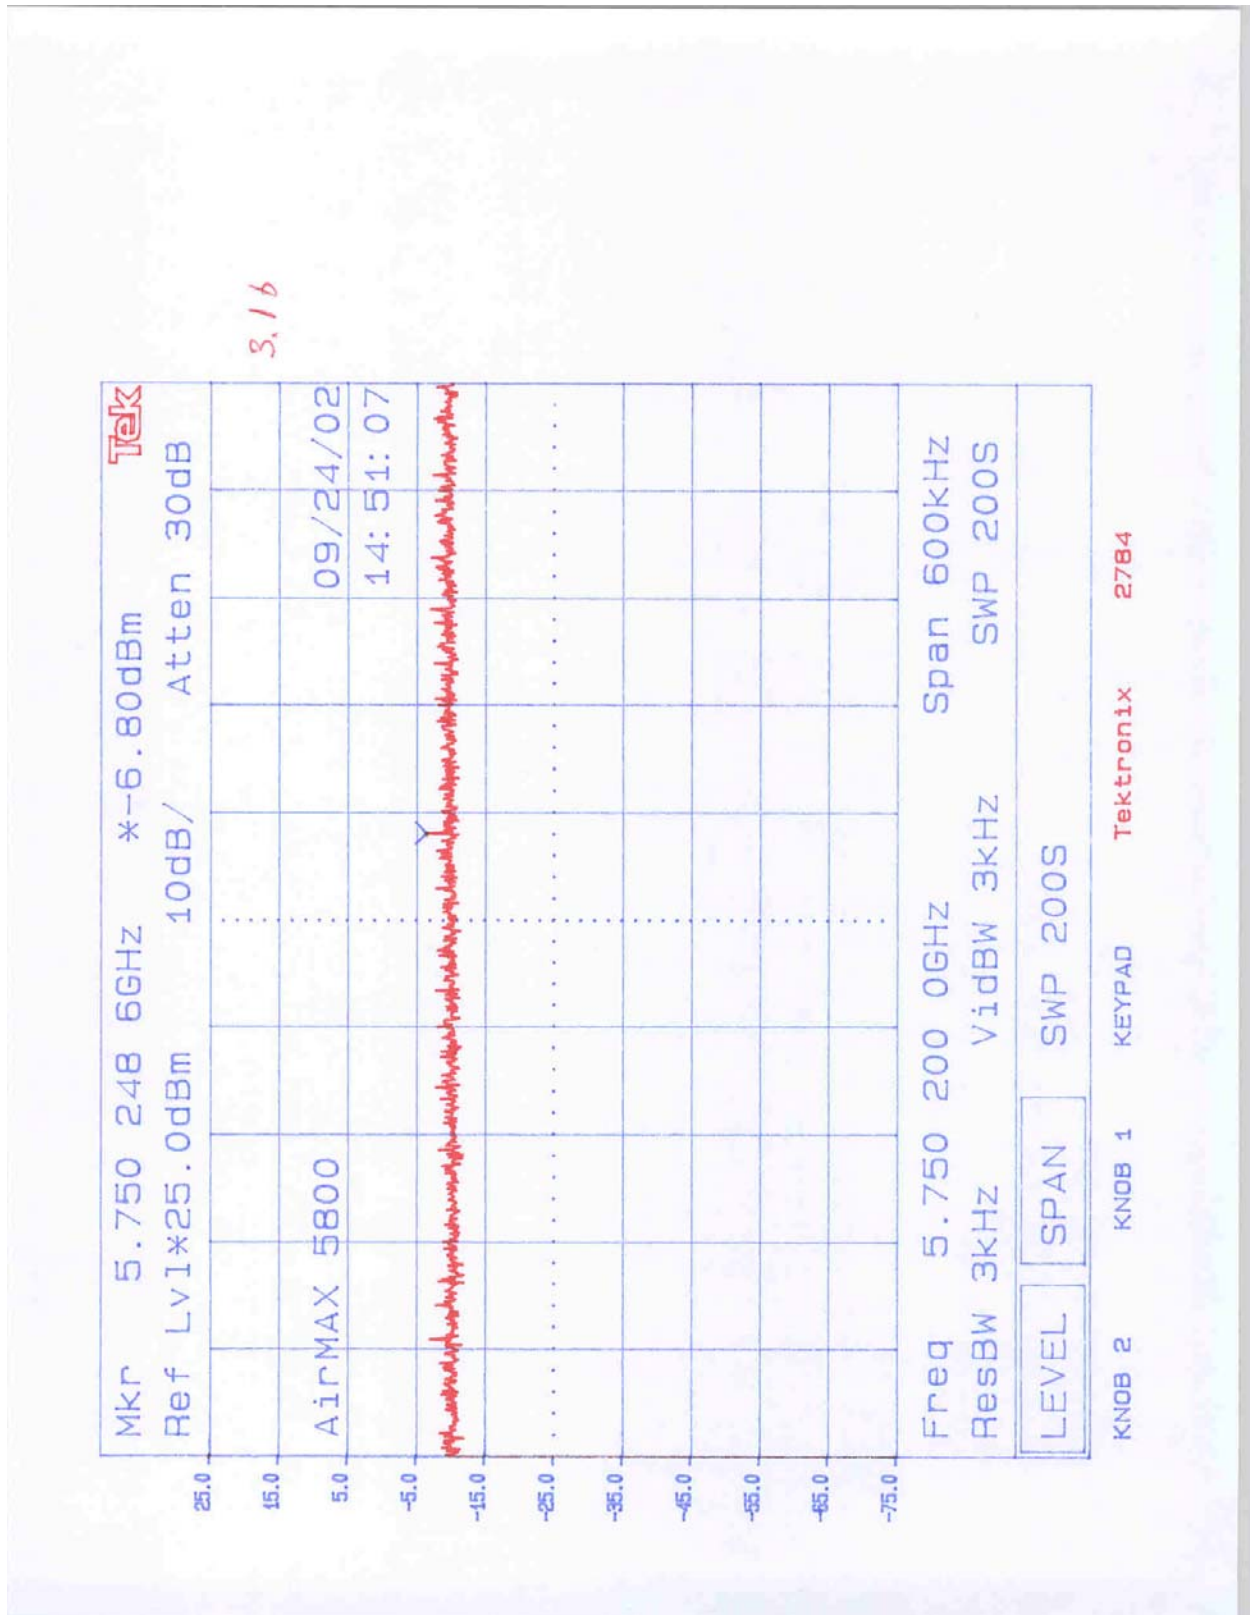 Mkr 5.750 248 6GHz *-6.80dBm Tek
Ref Lvl*25.0dBm 10dB/ Atten 30dB
3.1b
AirMAX 5800 09/24/02
14:51:07
25.0
15.0
5.0
-5.0
-15.0
-25.0
-35.0
-45.0
-55.0
-65.0
-75.0
Freq 5.750 200 0GHz Span 600kHz
ResBW 3kHz VidBW 3kHz SWP 200S
LEVEL SPAN SWP 200S
KNOB 2 KNOB 1 KEYPAD Tektronix 2784